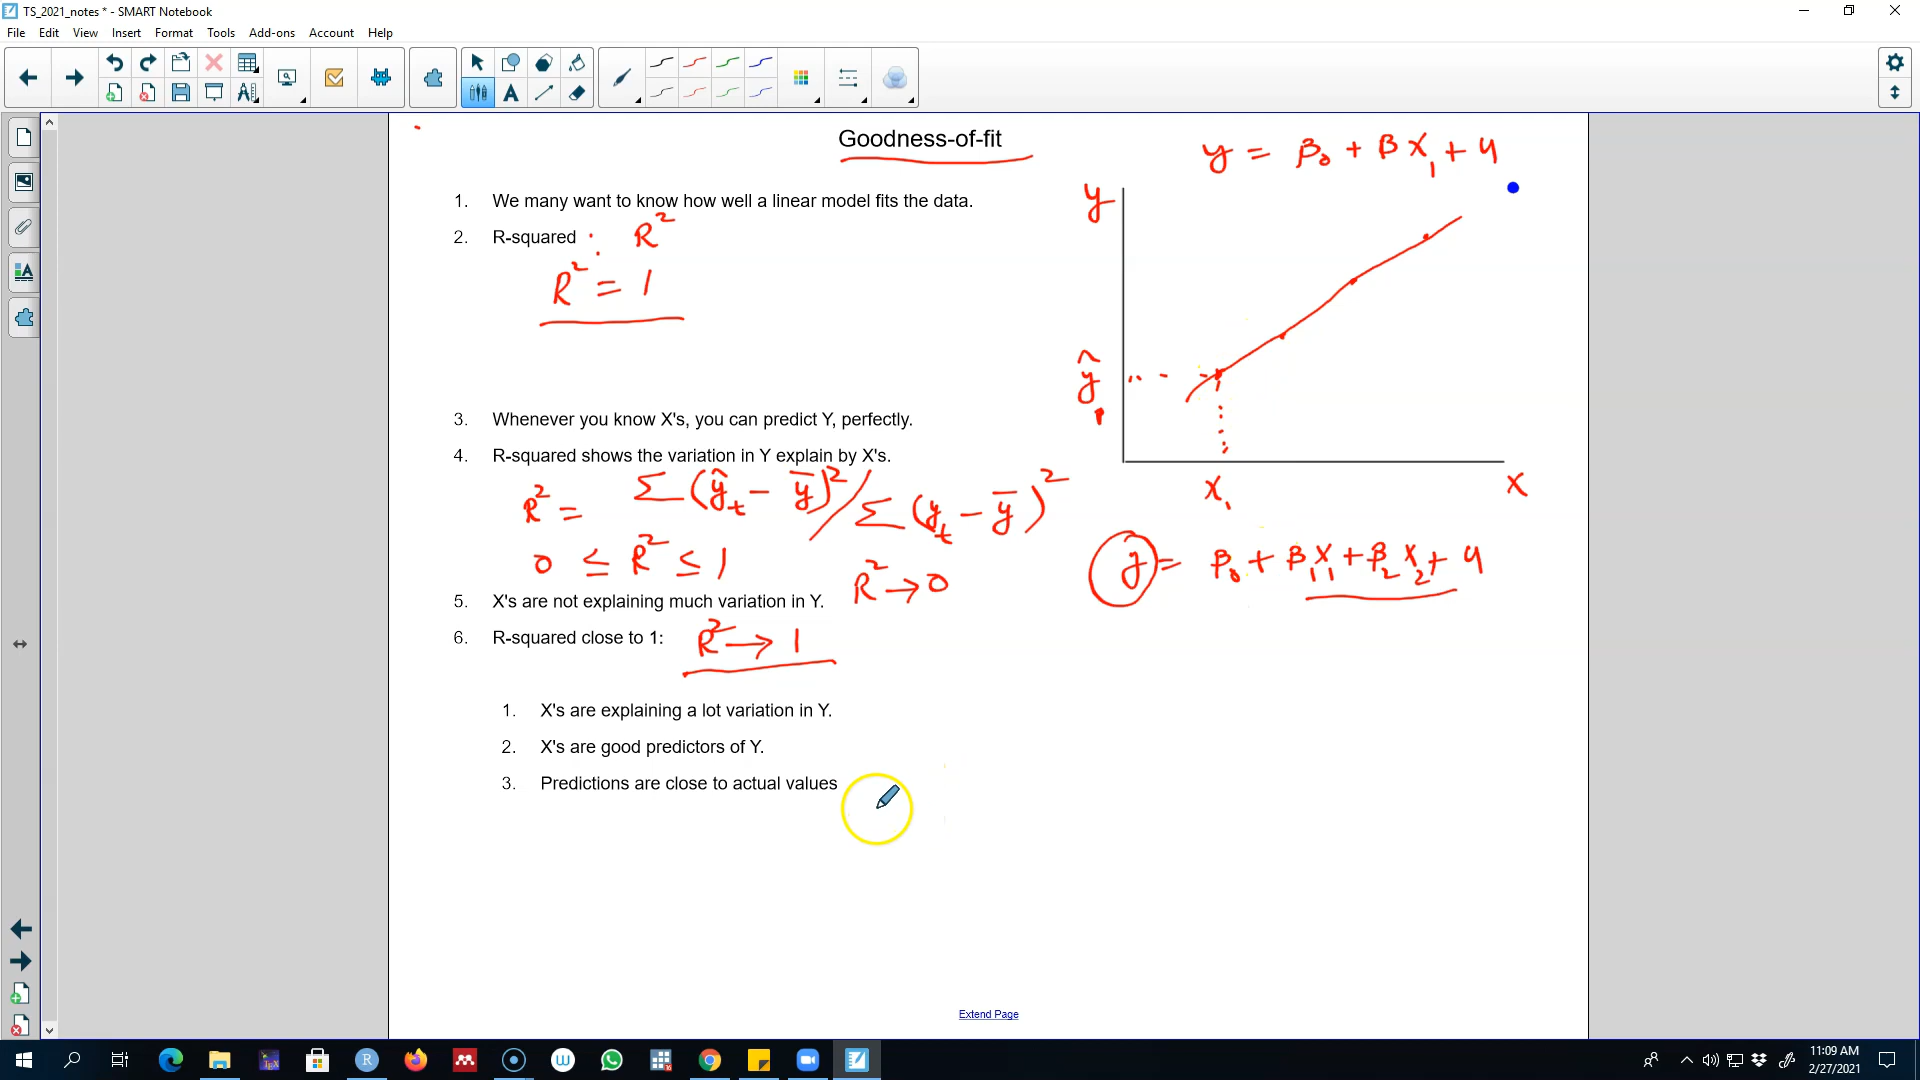 TS_2021_notes * - SMART Notebook
File Edit View Insert Format Tools Add-ons Account Help
Goodness-of-fit
y = β₀ + β X₁ + u
1. We many want to know how well a linear model fits the data.
2. R-squared : R²
R² = 1
y
ŷ₁
X₁
X
3. Whenever you know X's, you can predict Y, perfectly.
4. R-squared shows the variation in Y explain by X's.
R² = Σ(ŷₜ - ȳ)² / Σ(yₜ - ȳ)²
0 ≤ R² ≤ 1
R² → 0
y = β₀ + β₁X₁ + β₂X₂ + u
5. X's are not explaining much variation in Y.
6. R-squared close to 1: R² → 1
1. X's are explaining a lot variation in Y.
2. X's are good predictors of Y.
3. Predictions are close to actual values
Extend Page
11:09 AM
2/27/2021